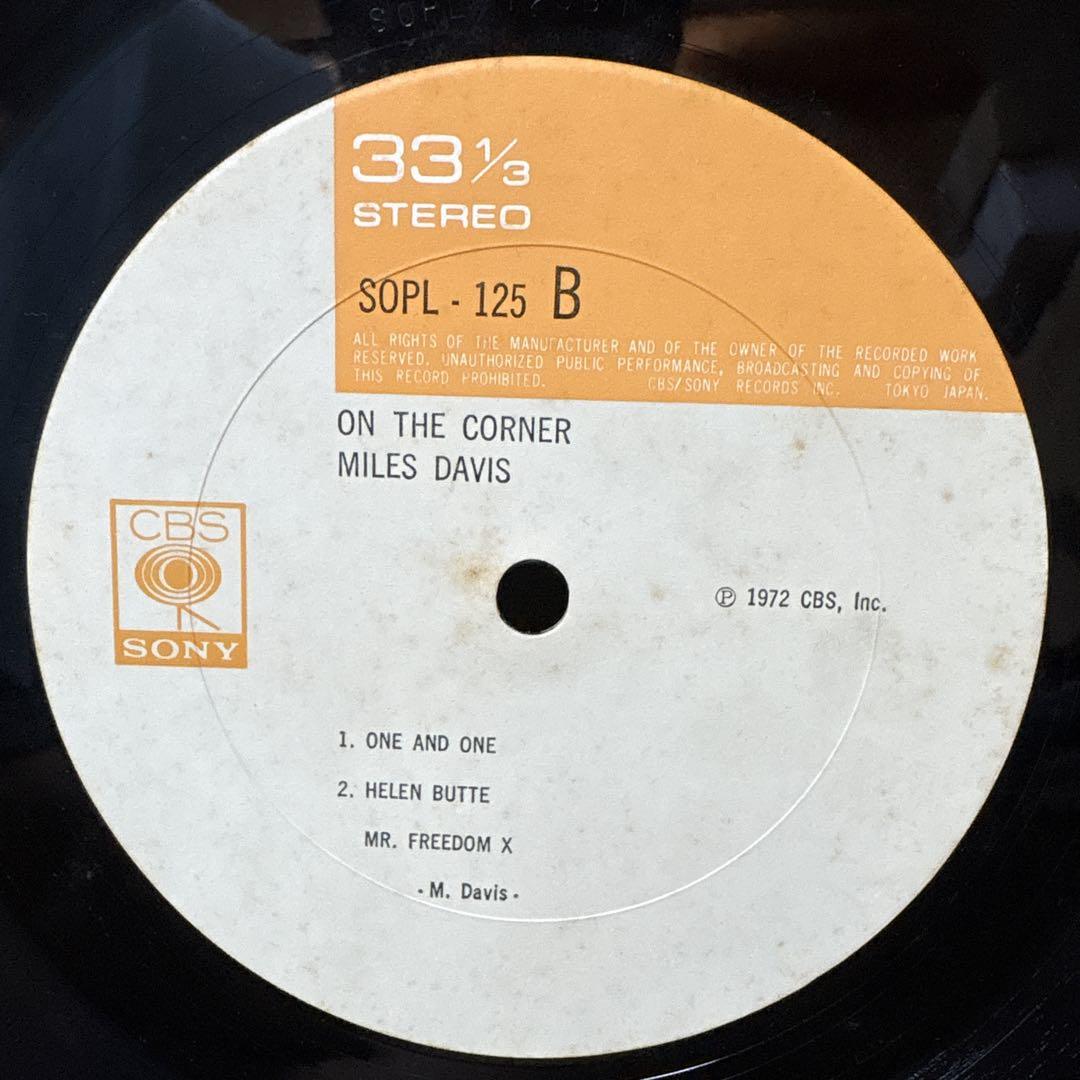 33 1/3
STEREO
SOPL - 125 B
ALL RIGHTS OF THE MANUFACTURER AND OF THE OWNER OF THE RECORDED WORK
RESERVED. UNAUTHORIZED PUBLIC PERFORMANCE, BROADCASTING AND COPYING OF
THIS RECORD PROHIBITED. CBS/SONY RECORDS INC. TOKYO JAPAN.
ON THE CORNER
MILES DAVIS
CBS
SONY
℗ 1972 CBS, Inc.
1. ONE AND ONE
2. HELEN BUTTE
MR. FREEDOM X
- M. Davis -